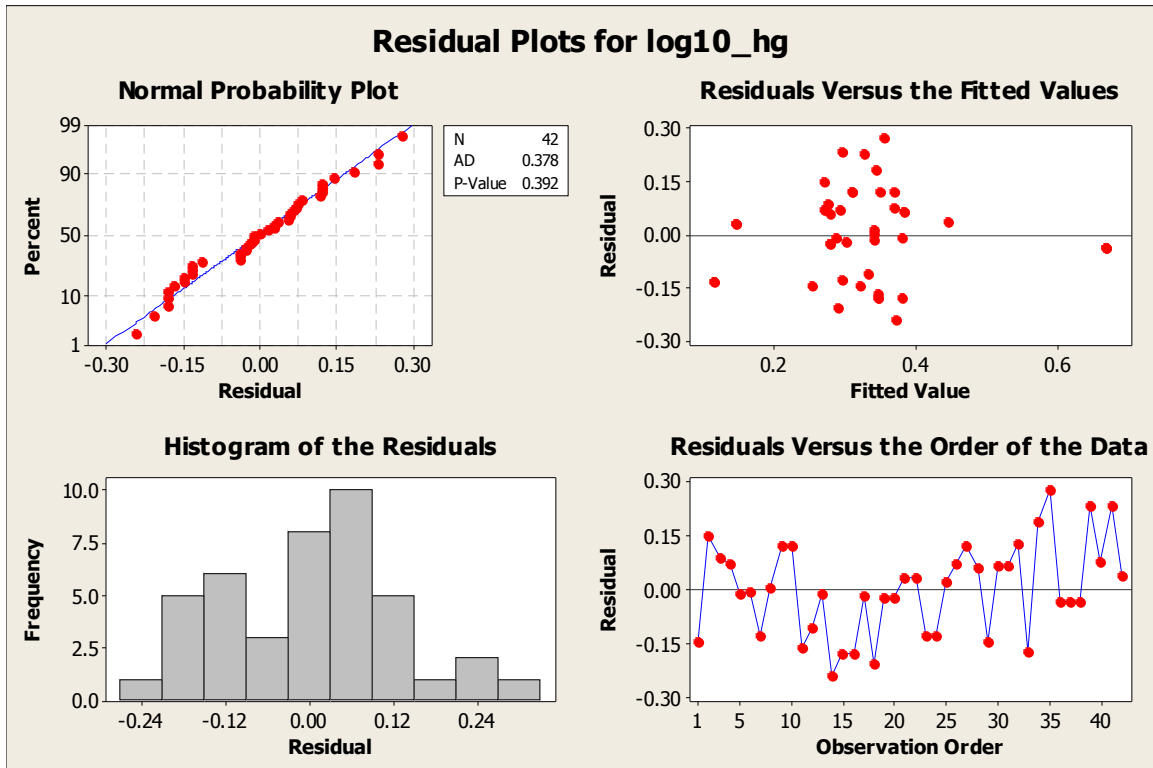 Residual Plots for log10_hg
Normal Probability Plot
99
90
50
10
1
-0.30 -0.15 0.00 0.15 0.30
Percent
Residual
N 42
AD 0.378
P-Value 0.392
Residuals Versus the Fitted Values
0.30
0.15
0.00
-0.15
-0.30
0.2 0.4 0.6
Residual
Fitted Value
Histogram of the Residuals
10.0
7.5
5.0
2.5
0.0
-0.24 -0.12 0.00 0.12 0.24
Frequency
Residual
Residuals Versus the Order of the Data
0.30
0.15
0.00
-0.15
-0.30
1 5 10 15 20 25 30 35 40
Residual
Observation Order